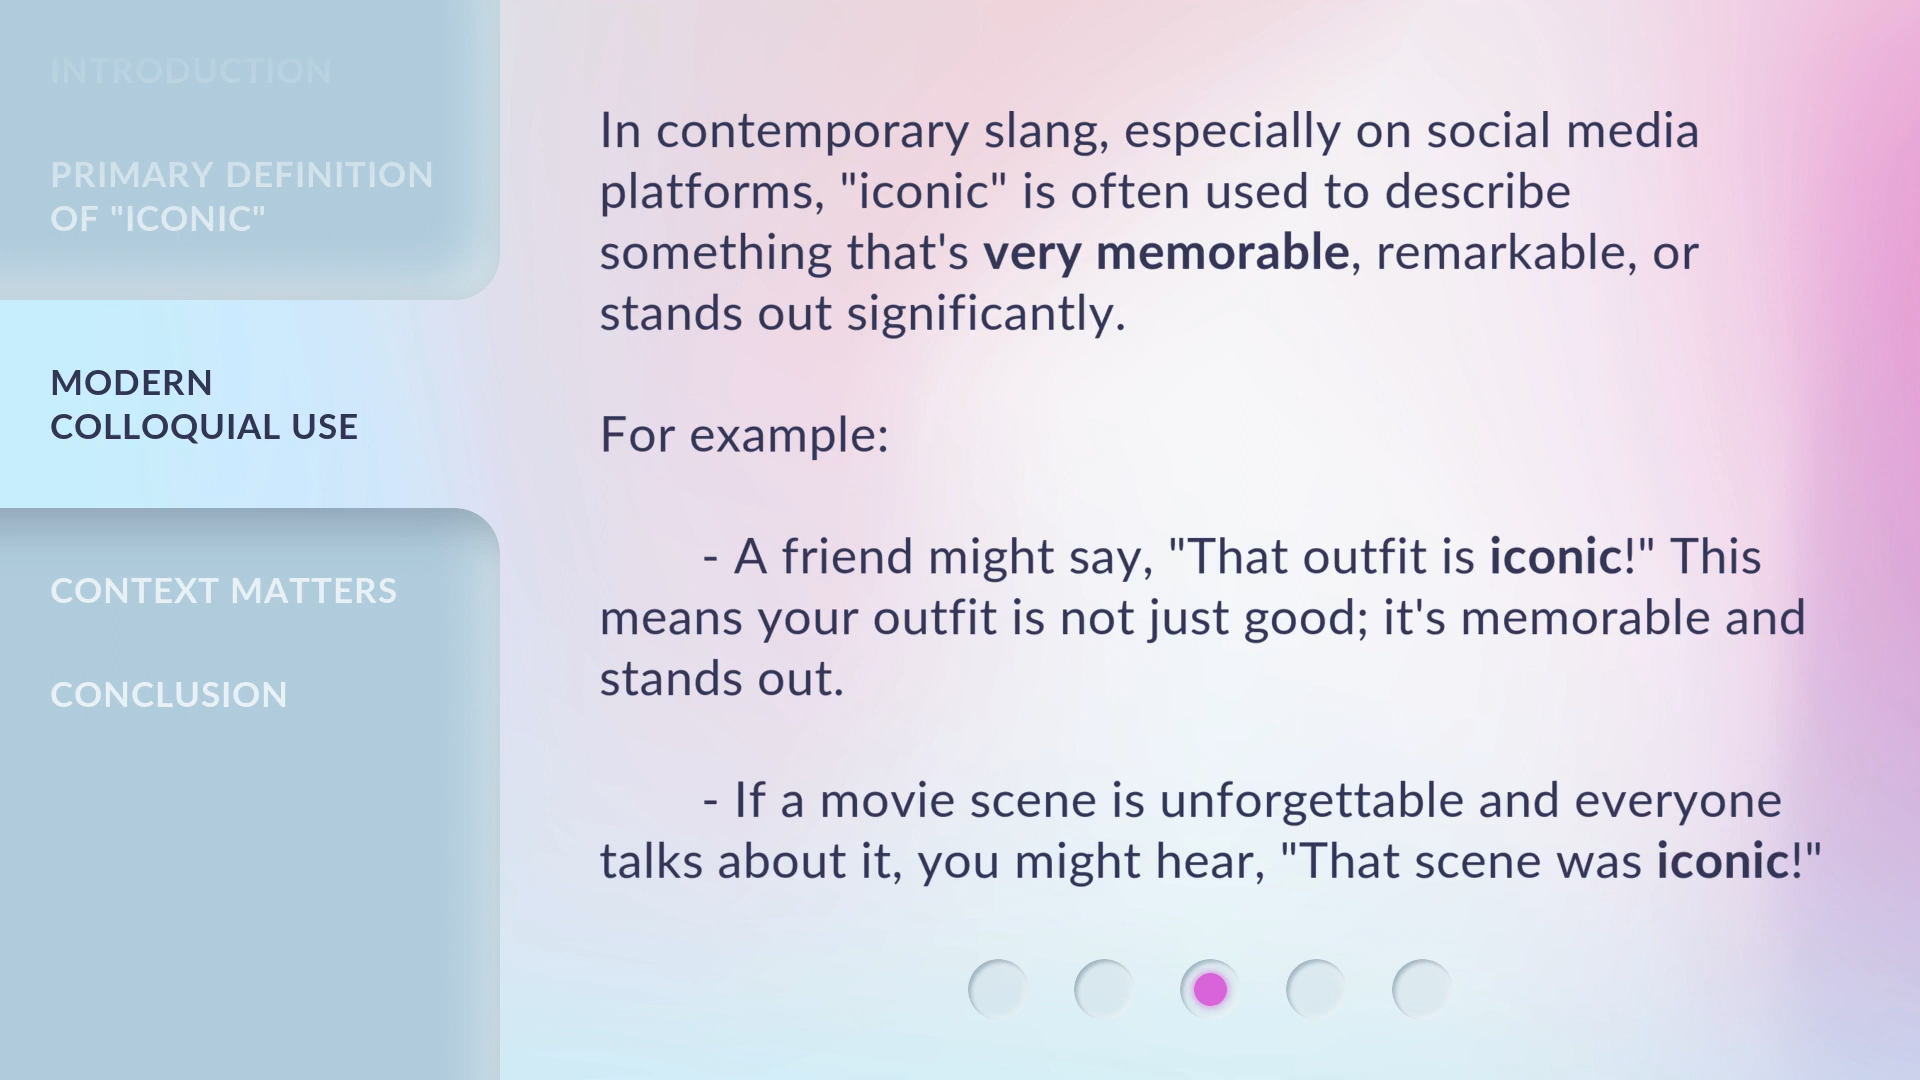 INTRODUCTION
PRIMARY DEFINITION
OF "ICONIC"
MODERN
COLLOQUIAL USE
CONTEXT MATTERS
CONCLUSION
In contemporary slang, especially on social media
platforms, "iconic" is often used to describe
something that's very memorable, remarkable, or
stands out significantly.
For example:
- A friend might say, "That outfit is iconic!" This
means your outfit is not just good; it's memorable and
stands out.
- If a movie scene is unforgettable and everyone
talks about it, you might hear, "That scene was iconic!"